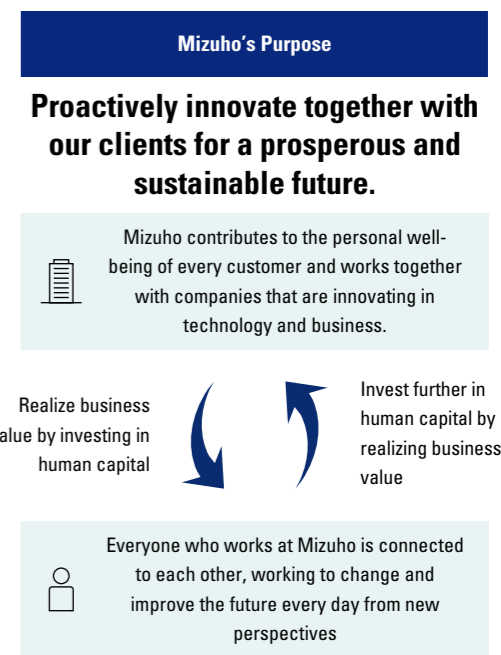 Mizuho's Purpose
Proactively innovate together with
our clients for a prosperous and
sustainable future.
Mizuho contributes to the personal well-
being of every customer and works together
with companies that are innovating in
technology and business.
Realize business
alue by investing in
human capital
Invest further in
human capital by
realizing business
value
Everyone who works at Mizuho is connected
to each other, working to change and
improve the future every day from new
perspectives